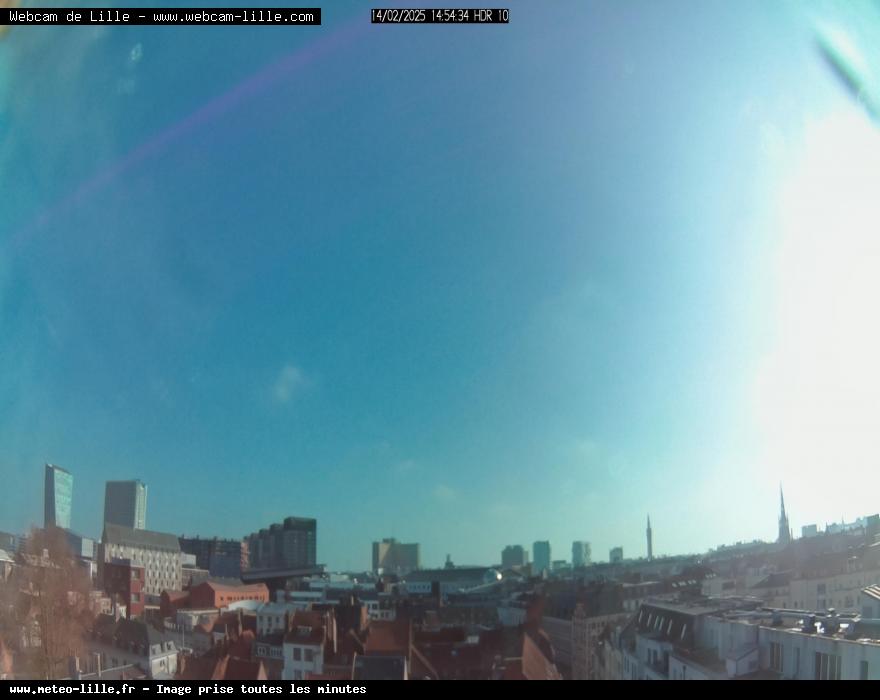 Webcam de Lille - www.webcam-lille.com
14/02/2025 14:54:34 HDR 10
www.meteo-lille.fr - Image prise toutes les minutes